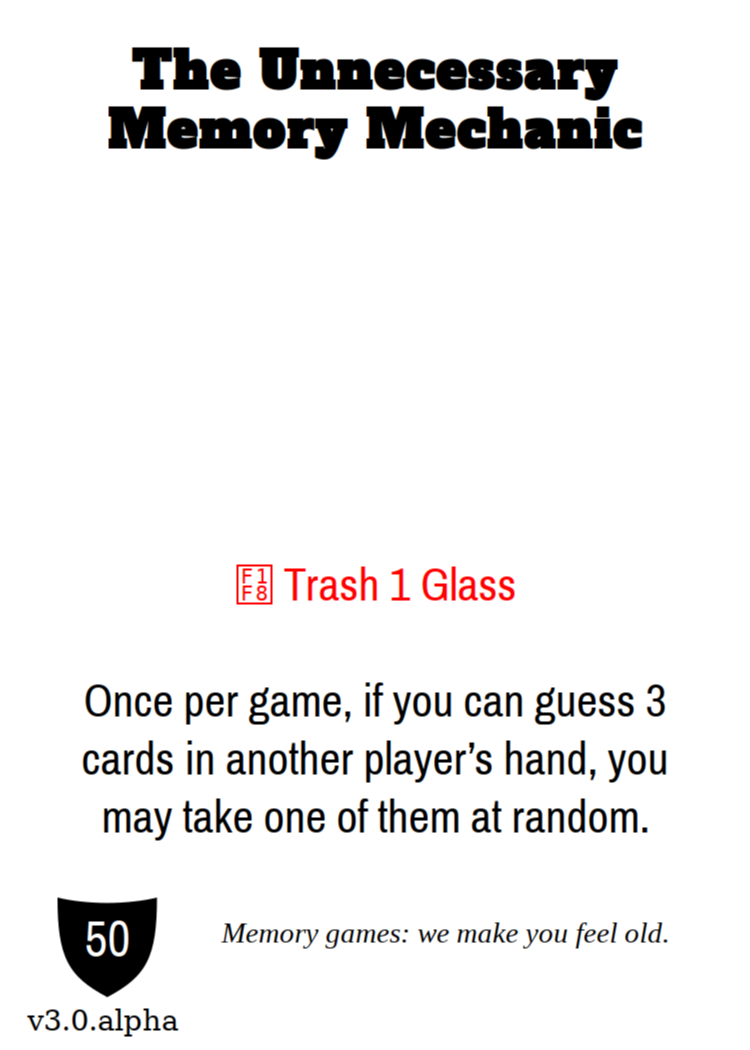 The Unnecessary
Memory Mechanic
Trash 1 Glass
Once per game, if you can guess 3
cards in another player’s hand, you
may take one of them at random.
50
Memory games: we make you feel old.
v3.0.alpha